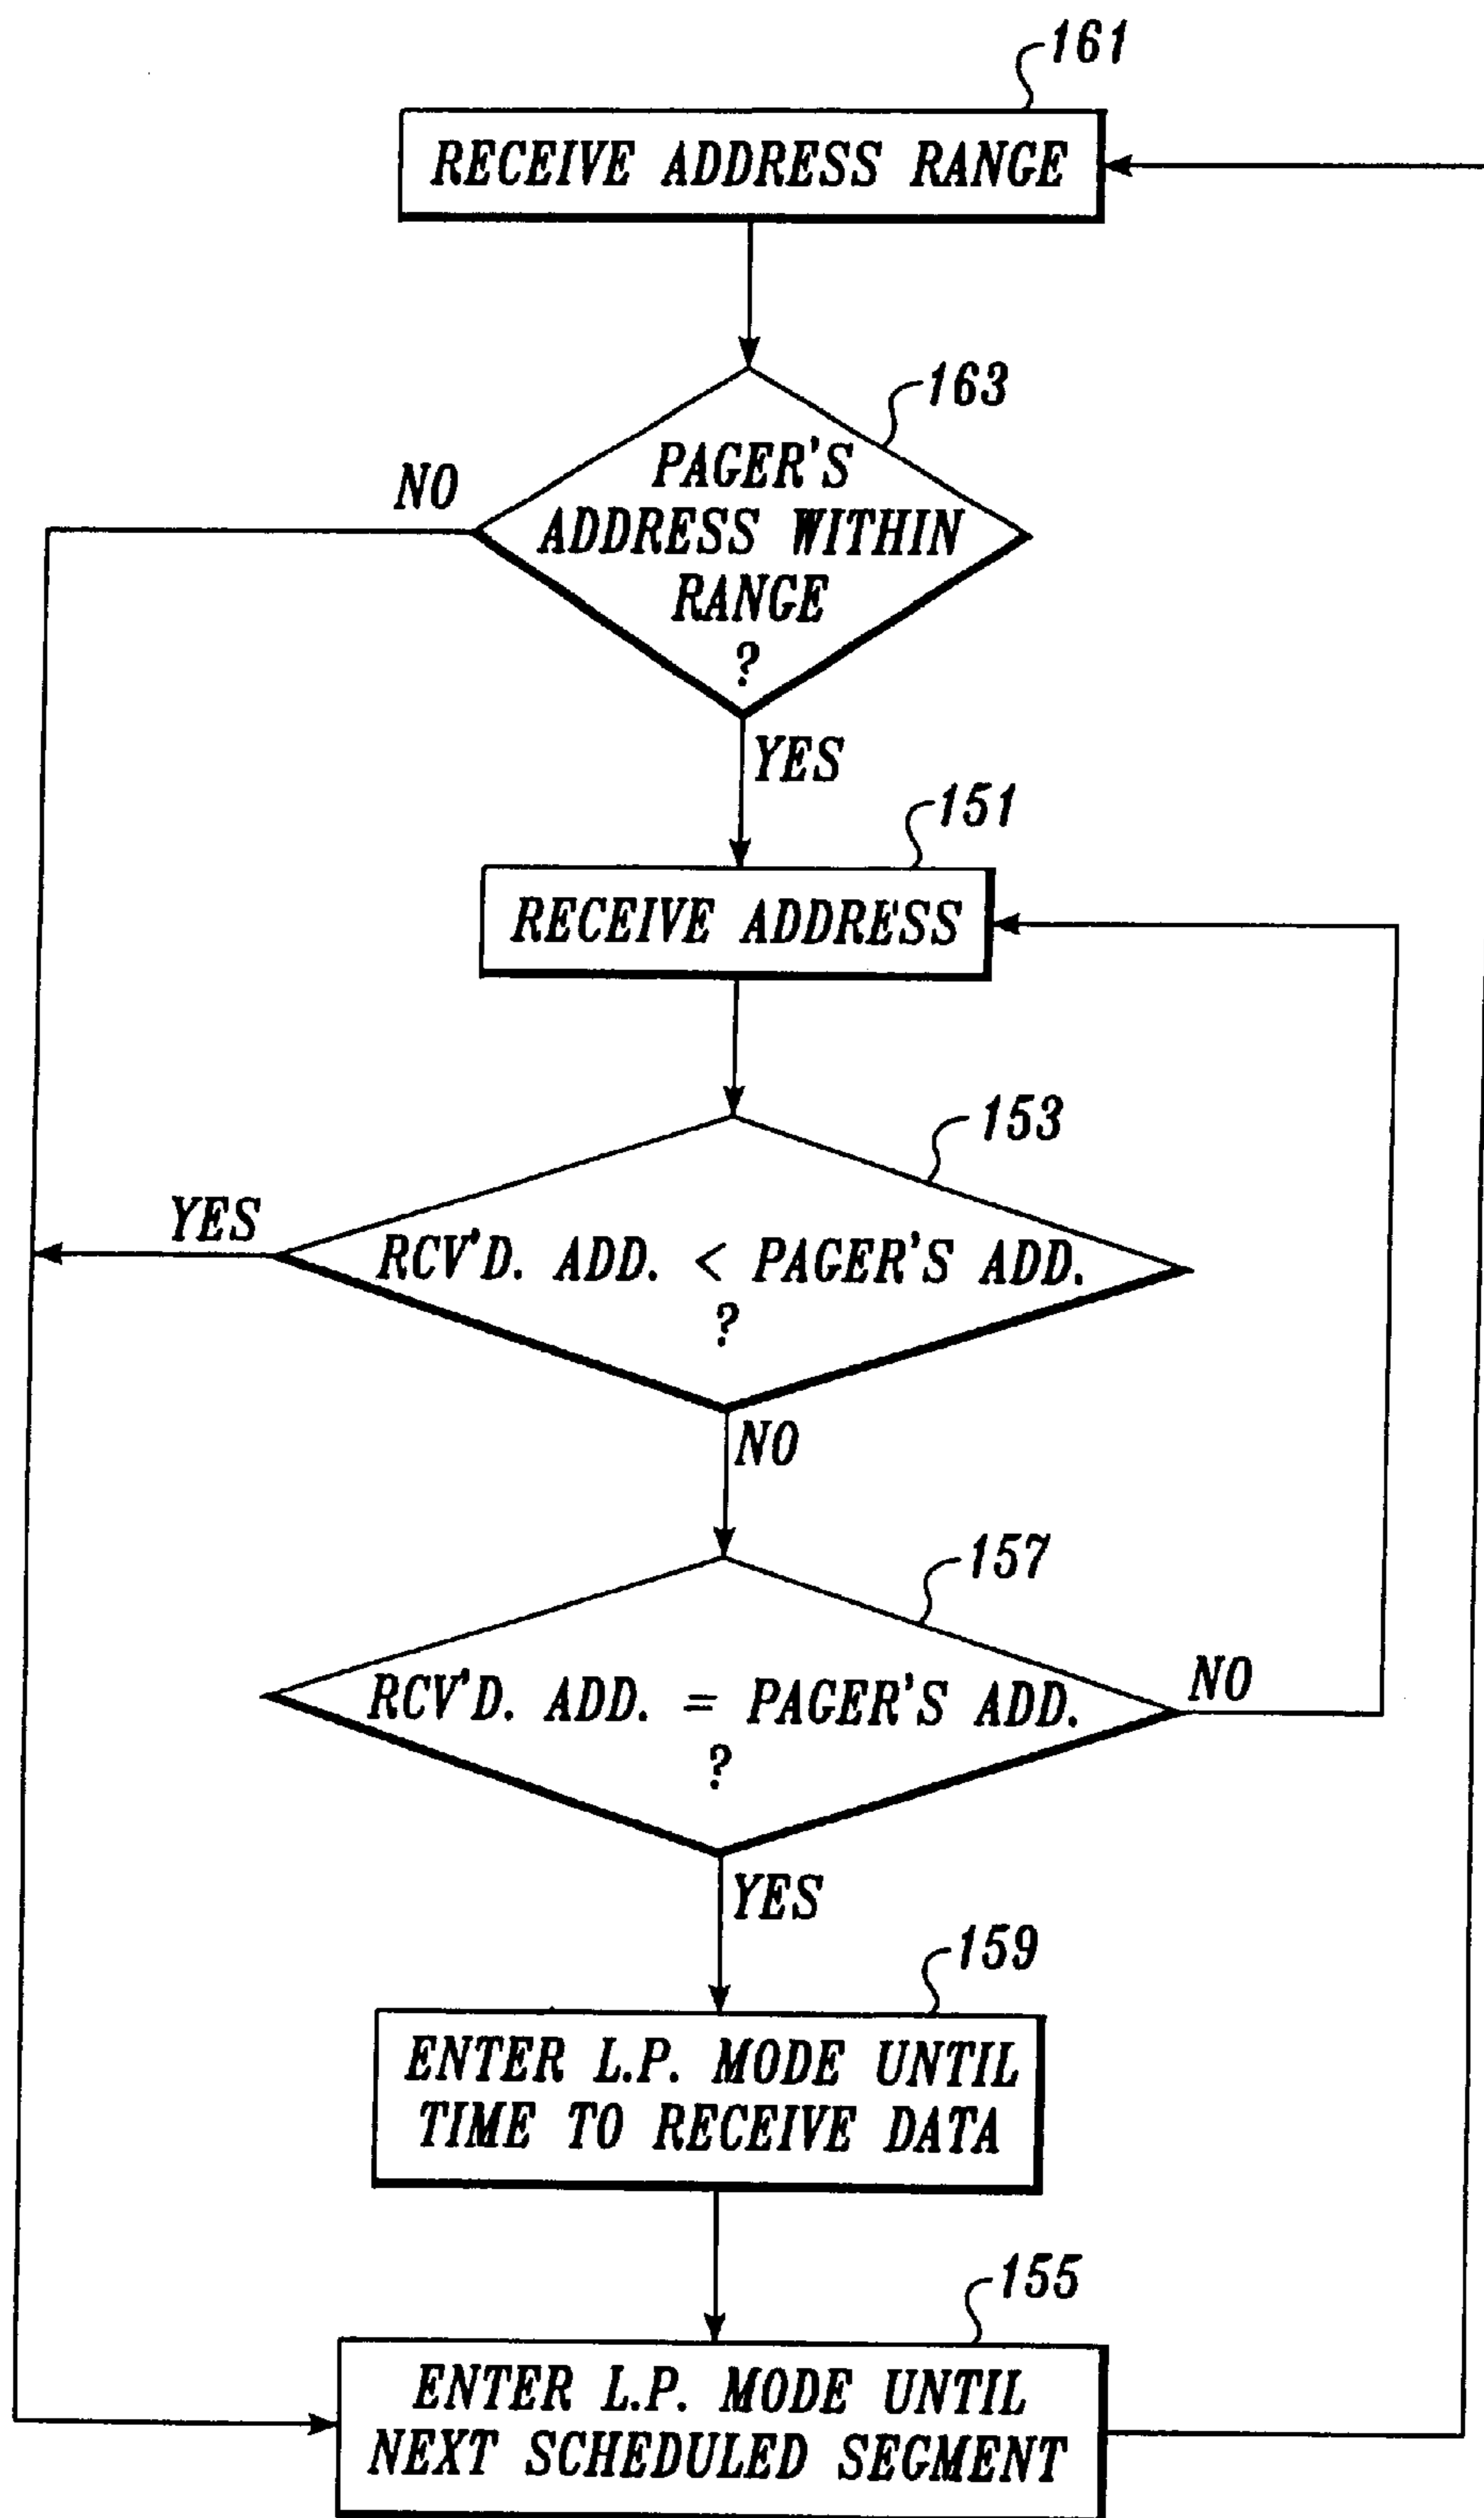 161
RECEIVE ADDRESS RANGE
163
NO
PAGER'S
ADDRESS WITHIN
RANGE
?
YES
151
RECEIVE ADDRESS
153
YES
RCV'D. ADD. < PAGER'S ADD.
?
NO
157
RCV'D. ADD. = PAGER'S ADD.
?
NO
YES
159
ENTER L.P. MODE UNTIL
TIME TO RECEIVE DATA
155
ENTER L.P. MODE UNTIL
NEXT SCHEDULED SEGMENT